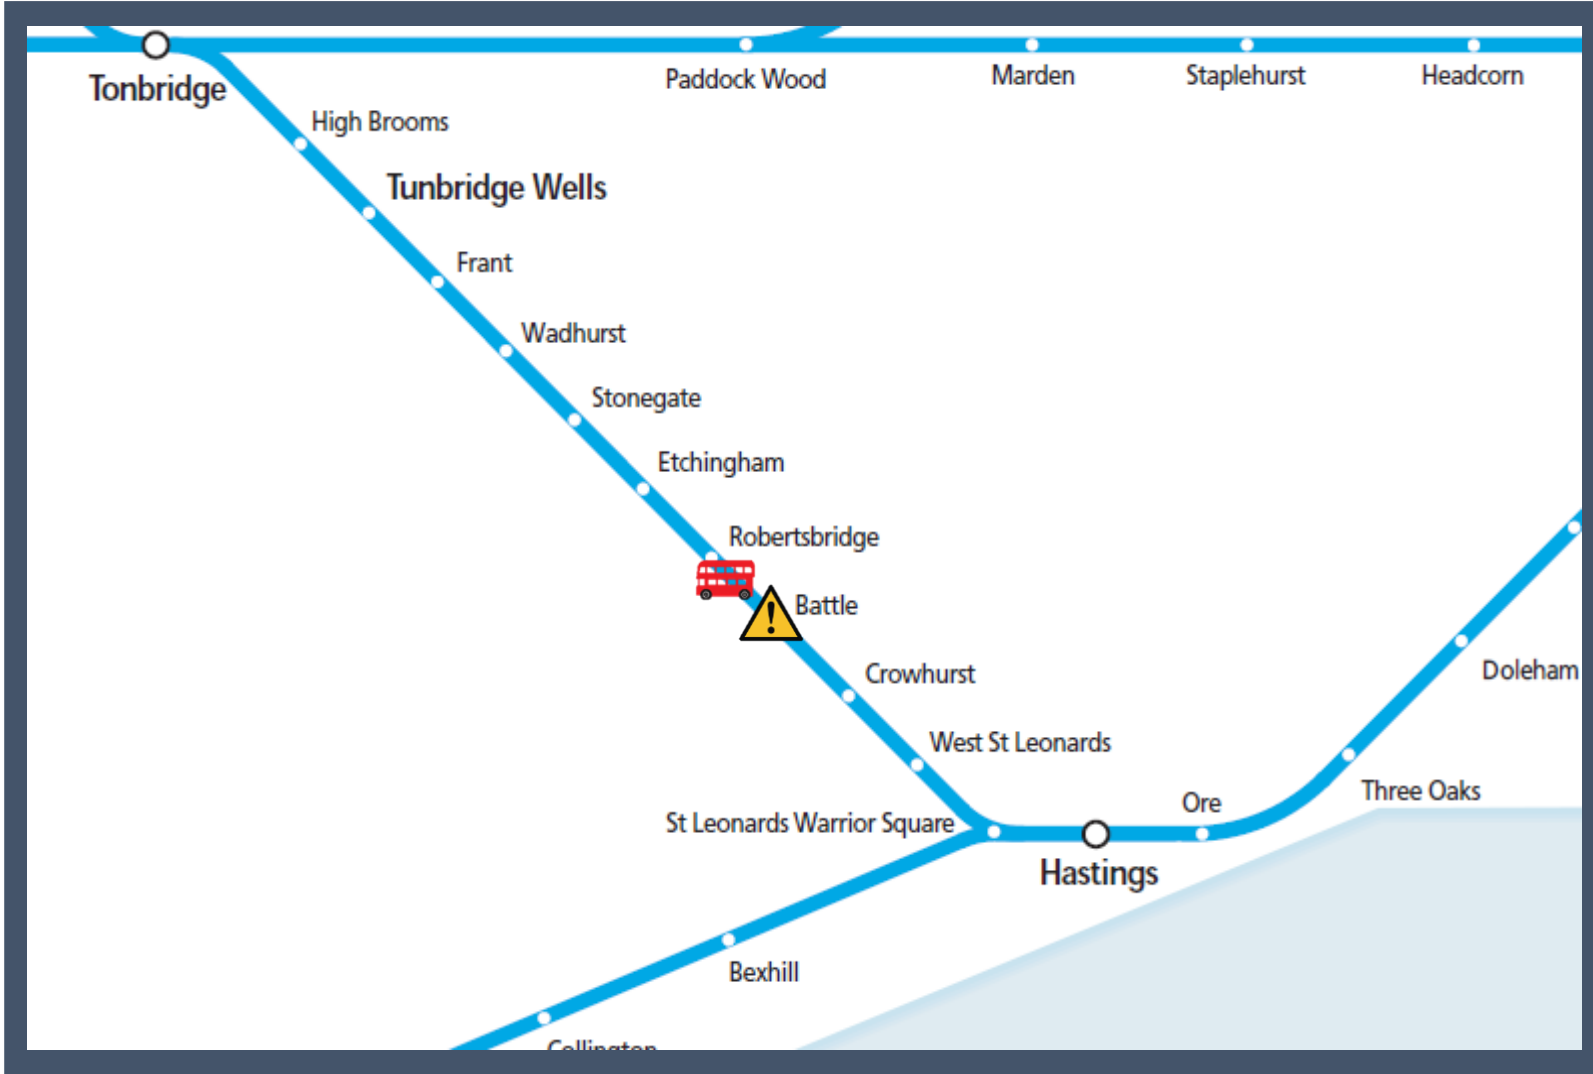 Tonbridge
Paddock Wood
Marden
Staplehurst
Headcorn
High Brooms
Tunbridge Wells
Frant
Wadhurst
Stonegate
Etchingham
Robertsbridge
!
Battle
Crowhurst
Doleham
West St Leonards
Three Oaks
Ore
St Leonards Warrior Square
Hastings
Bexhill
Collington